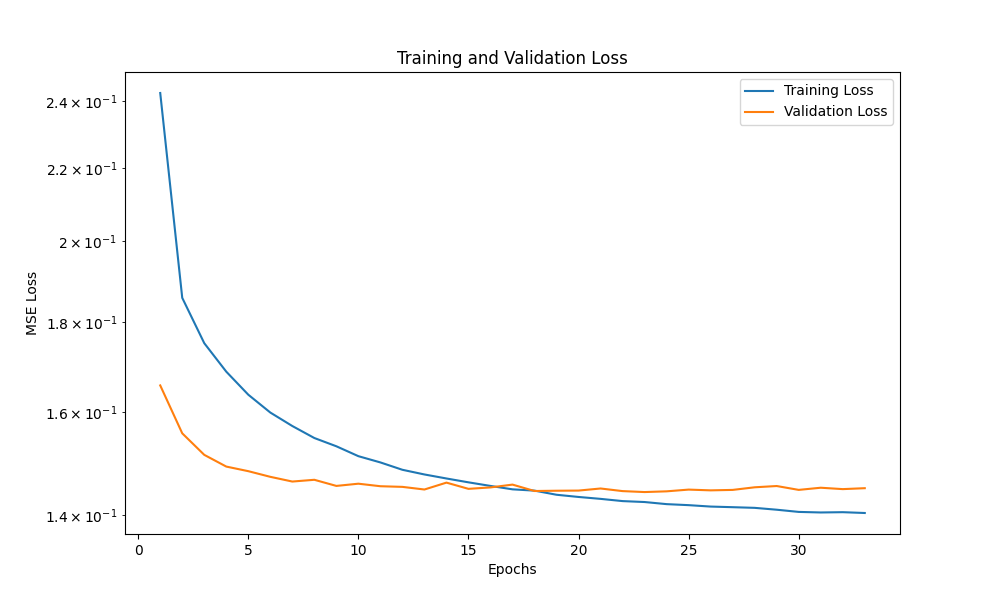 Training and Validation Loss
Training Loss
Validation Loss
2.4 × 10⁻¹
2.2 × 10⁻¹
2 × 10⁻¹
1.8 × 10⁻¹
1.6 × 10⁻¹
1.4 × 10⁻¹
MSE Loss
0 5 10 15 20 25 30
Epochs